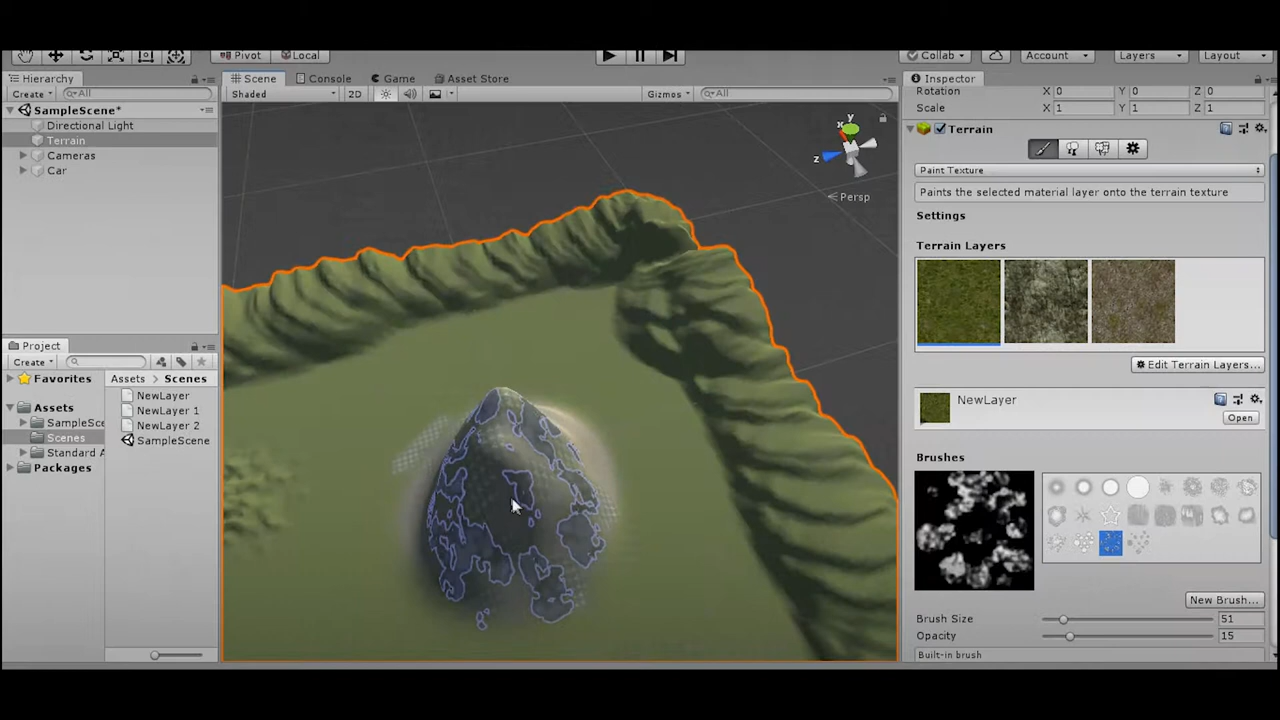 Pivot Local Collab Account Layers Layout
Hierarchy Scene Console Game Asset Store Inspector
Create All Shaded 2D Gizmos All
Rotation X 0 Y 0 Z 0
Scale X 1 Y 1 Z 1
SampleScene*
Directional Light
Terrain
Cameras
Car
y
x
z
Persp
Terrain
Paint Texture
Paints the selected material layer onto the terrain texture
Settings
Terrain Layers
Edit Terrain Layers...
NewLayer
Open
Brushes
New Brush...
Brush Size 51
Opacity 15
Built-in brush
Project
Create
Favorites
Assets
SampleSce
Scenes
Standard A
Packages
Assets Scenes
NewLayer
NewLayer 1
NewLayer 2
SampleScene